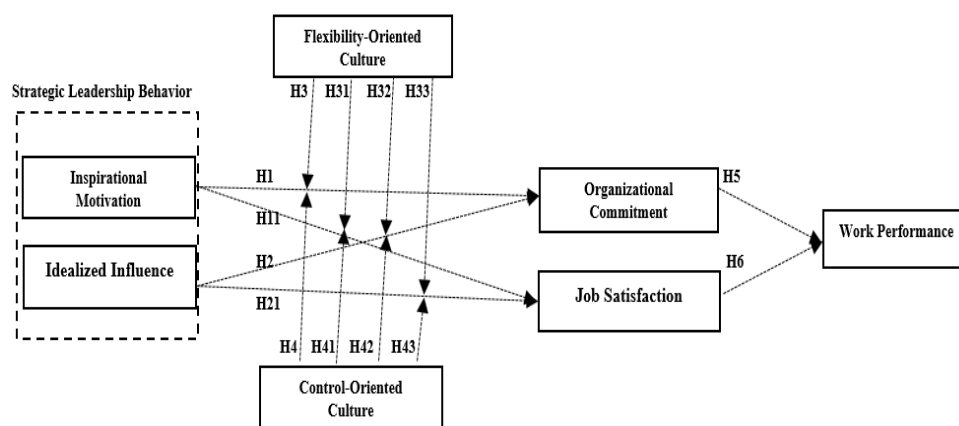 Flexibility-Oriented
Culture
H3 H31 H32 H33
Strategic Leadership Behavior
Inspirational
Motivation
H1
H11
Organizational
Commitment
H5
Work Performance
Idealized Influence
H2
H21
Job Satisfaction
H6
H4 H41 H42 H43
Control-Oriented
Culture